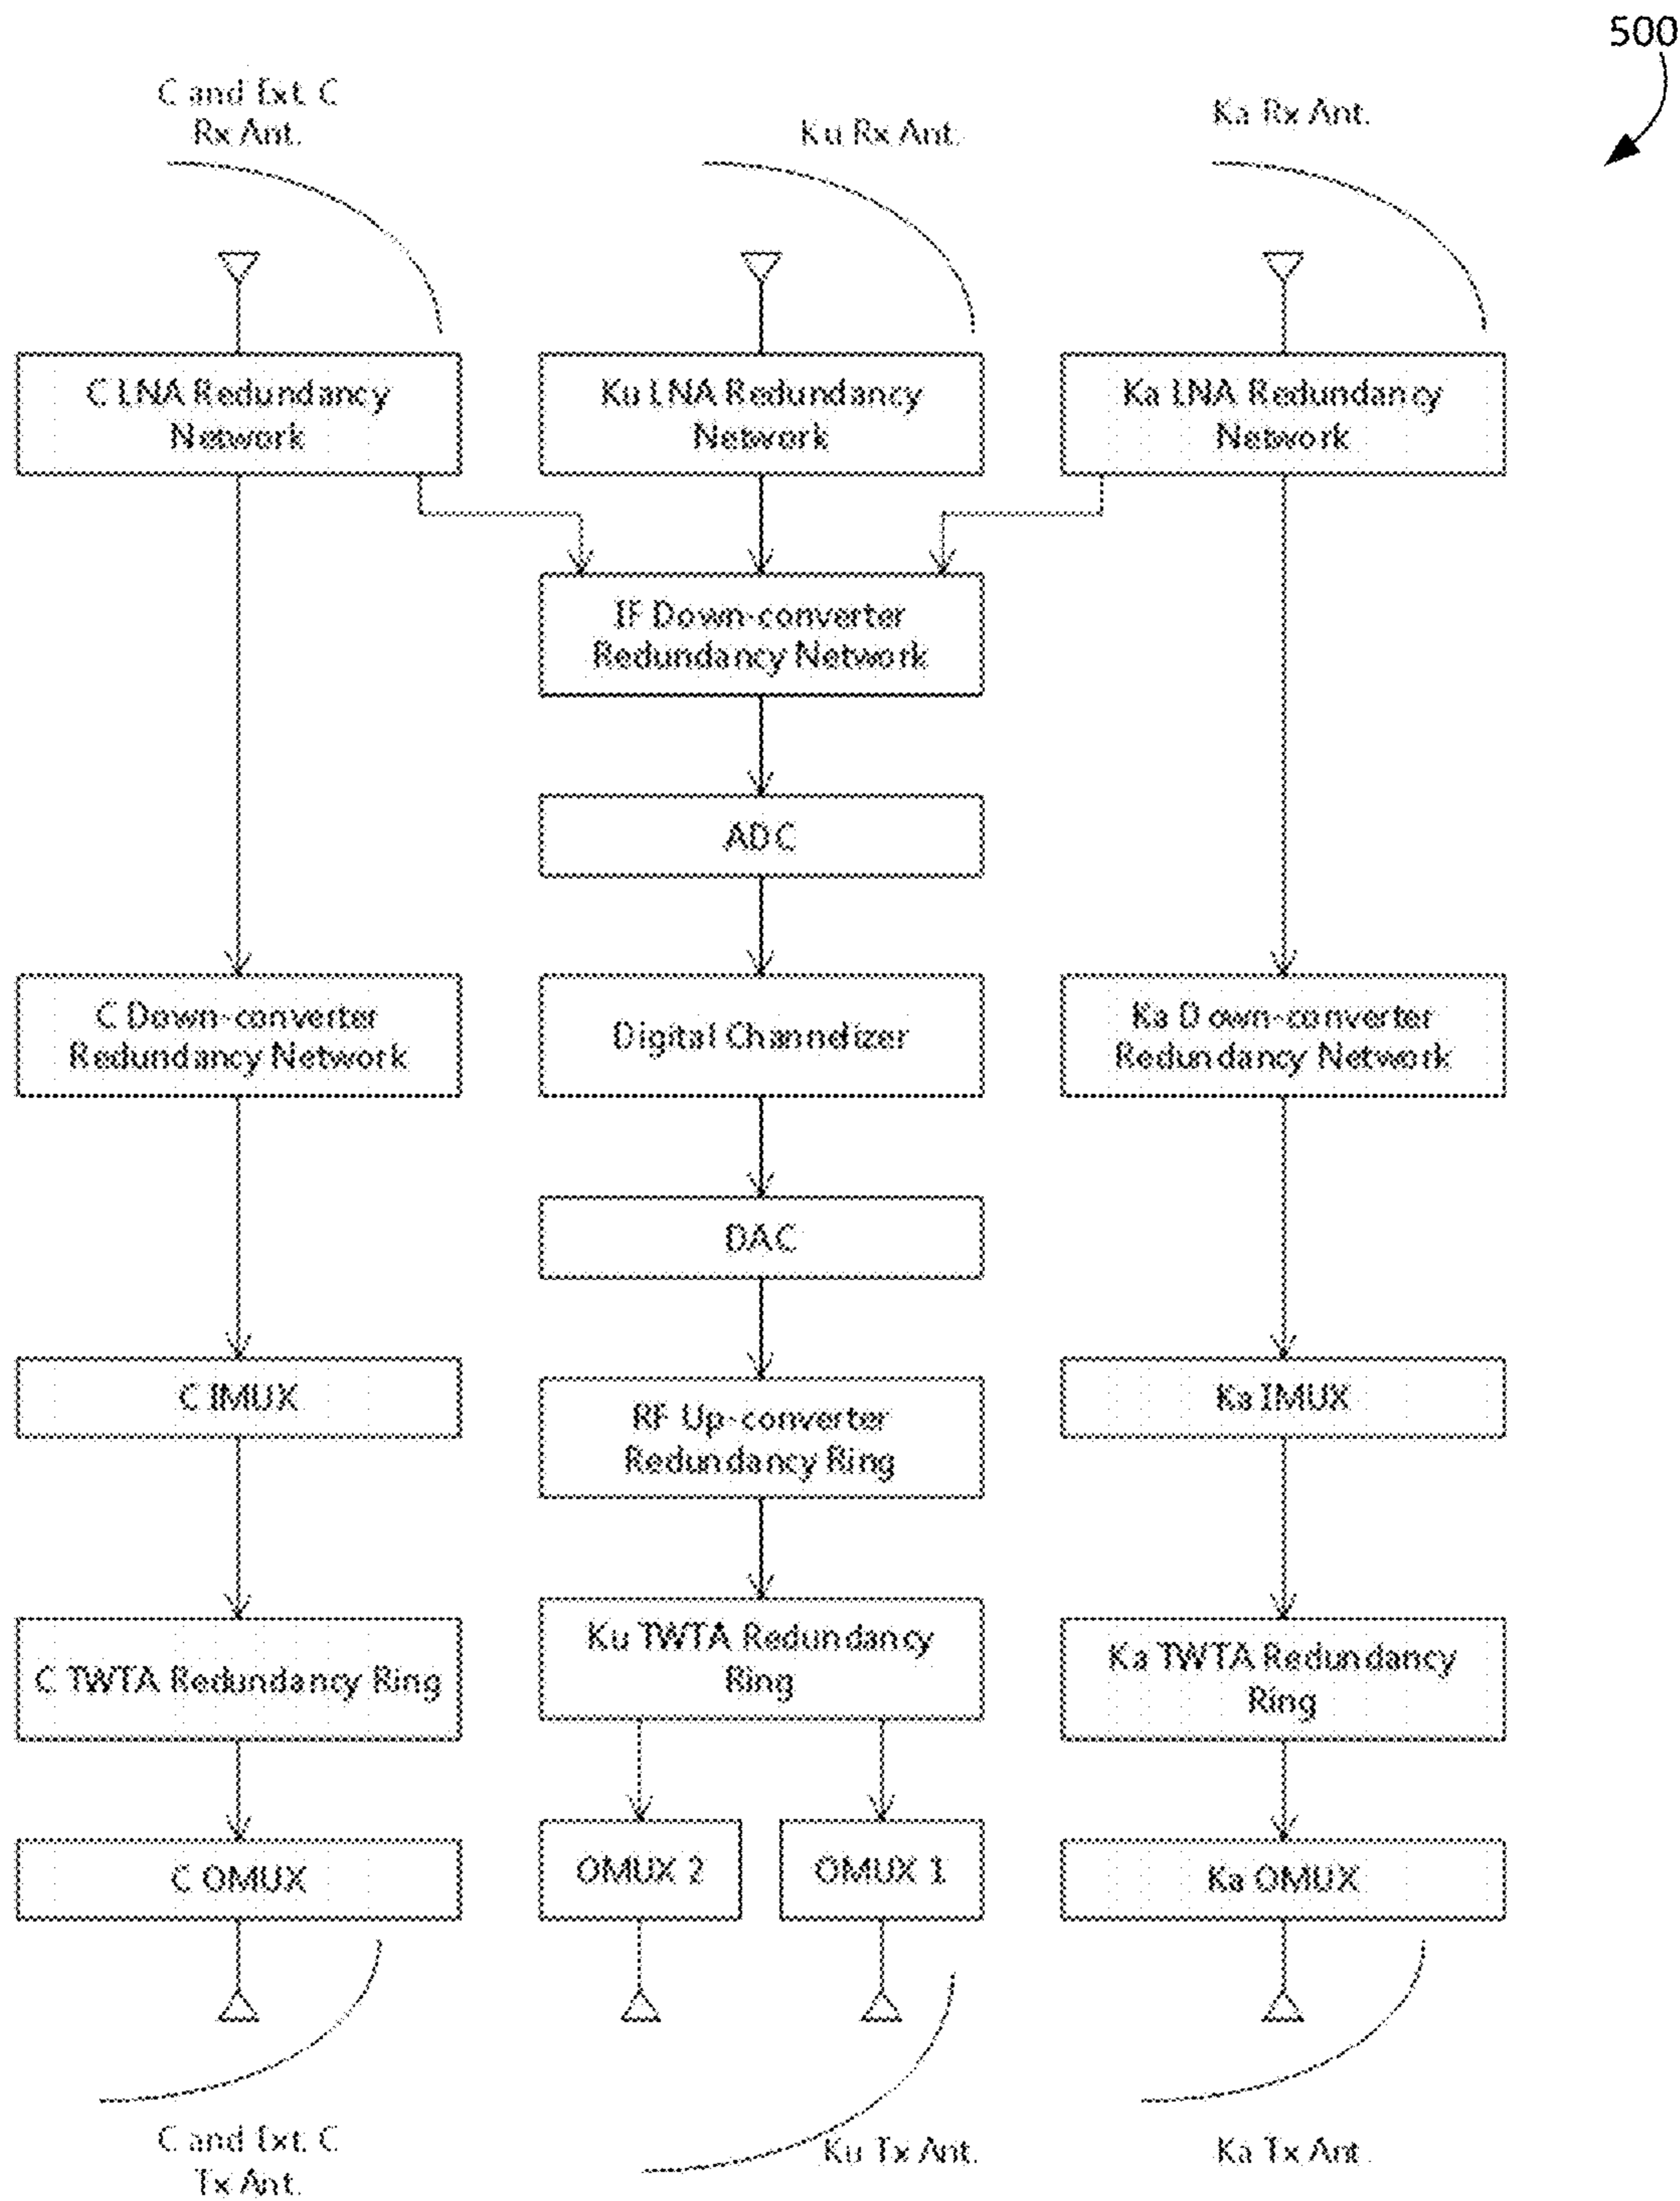 500
C and Ext. C
Rx Ant.
Ku Rx Ant.
Ka Rx Ant.
C LNA Redundancy
Network
Ku LNA Redundancy
Network
Ka LNA Redundancy
Network
IF Down-converter
Redundancy Network
ADC
C Down-converter
Redundancy Network
Digital Channelizer
Ka Down-converter
Redundancy Network
DAC
C IMUX
RF Up-converter
Redundancy Ring
Ka IMUX
C TWTA Redundancy Ring
Ku TWTA Redundancy
Ring
Ka TWTA Redundancy
Ring
C OMUX
OMUX 2
OMUX 1
Ka OMUX
C and Ext. C
Tx Ant.
Ku Tx Ant.
Ka Tx Ant.